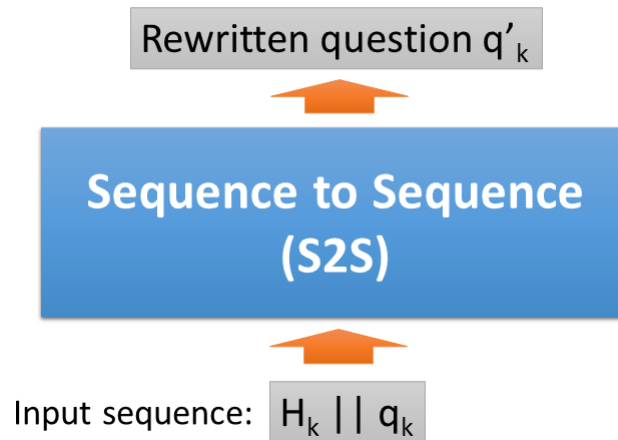 Rewritten question q'ₖ
Sequence to Sequence
(S2S)
Input sequence: Hₖ || qₖ